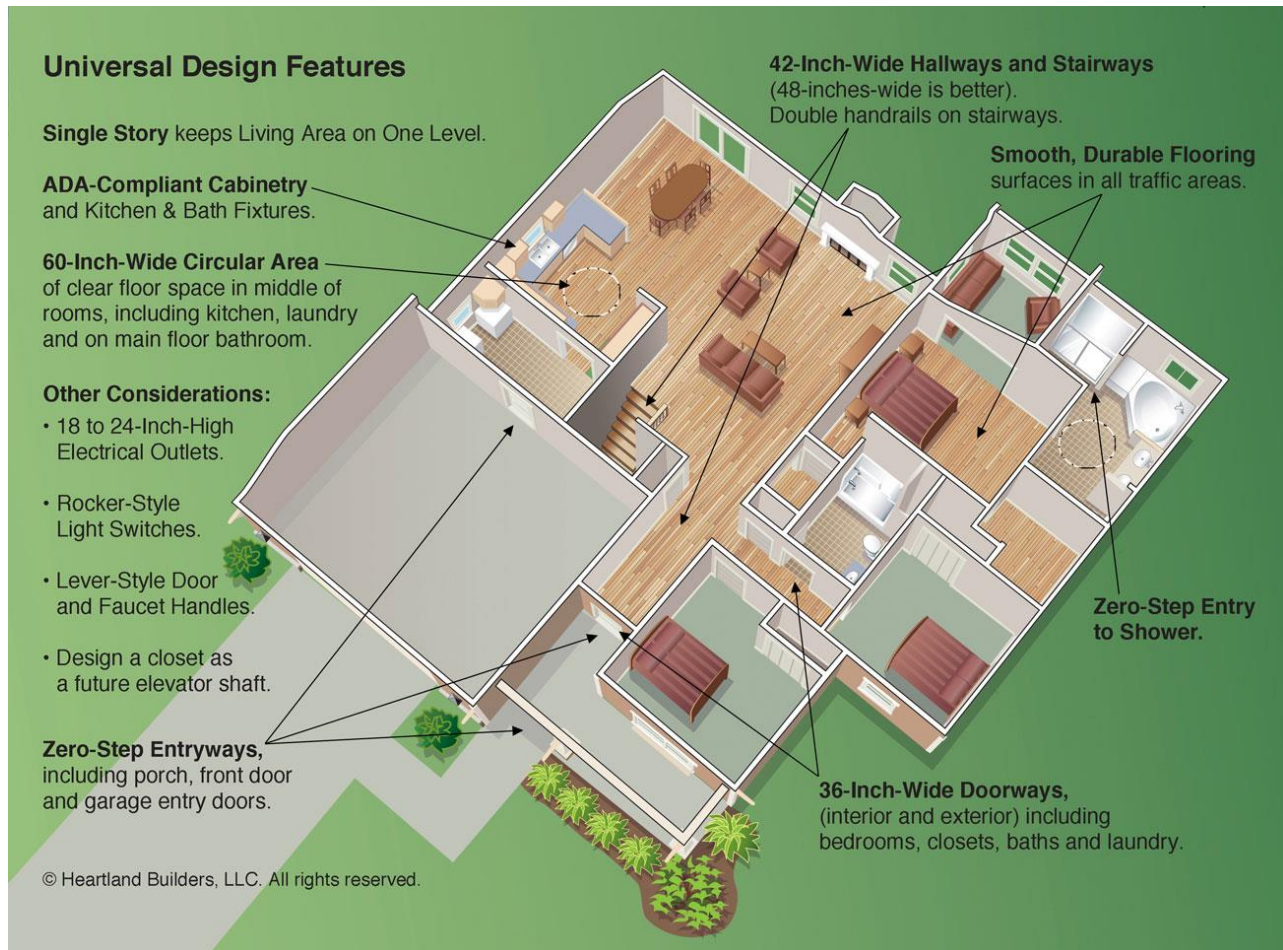 Universal Design Features
Single Story keeps Living Area on One Level.
ADA-Compliant Cabinetry
and Kitchen & Bath Fixtures.
60-Inch-Wide Circular Area
of clear floor space in middle of
rooms, including kitchen, laundry
and on main floor bathroom.
Other Considerations:
• 18 to 24-Inch-High
Electrical Outlets.
• Rocker-Style
Light Switches.
• Lever-Style Door
and Faucet Handles.
• Design a closet as
a future elevator shaft.
Zero-Step Entryways,
including porch, front door
and garage entry doors.
© Heartland Builders, LLC. All rights reserved.
42-Inch-Wide Hallways and Stairways
(48-inches-wide is better).
Double handrails on stairways.
Smooth, Durable Flooring
surfaces in all traffic areas.
Zero-Step Entry
to Shower.
36-Inch-Wide Doorways,
(interior and exterior) including
bedrooms, closets, baths and laundry.